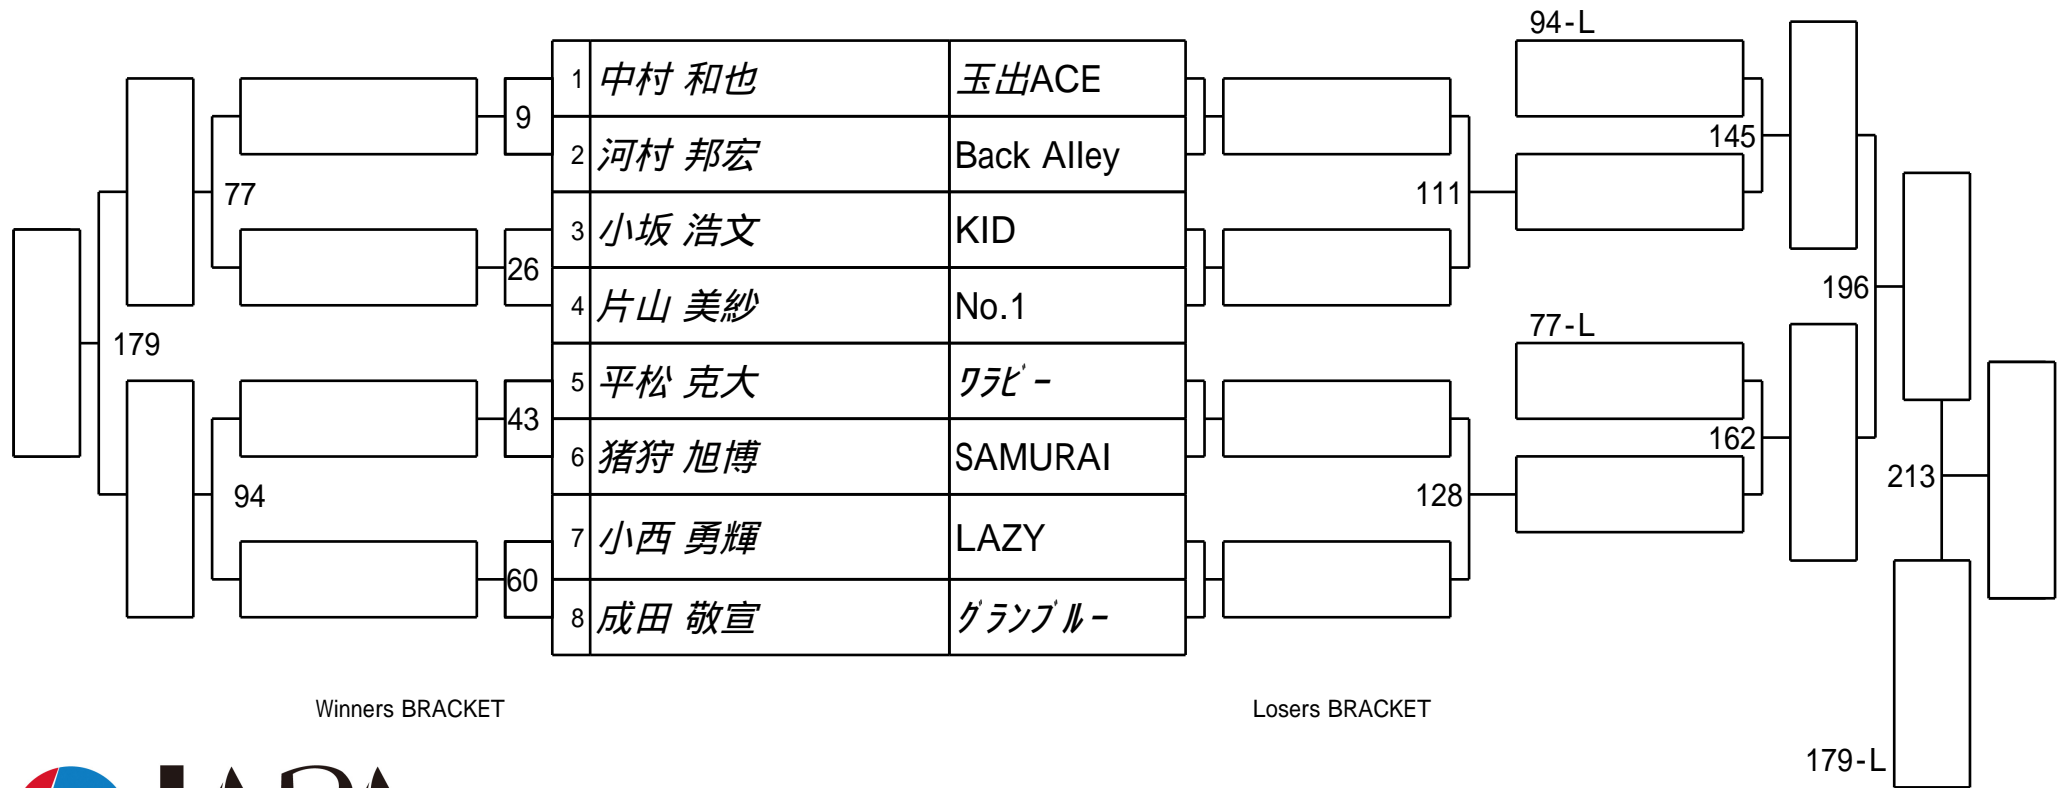 94-L
1 中村 和也 玉出ACE
9
145
2 河村 邦宏 Back Alley
77
111
3 小坂 浩文 KID
26
196
4 片山 美紗 No.1
77-L
179
5 平松 克大 ﾜﾗﾋﾞｰ
43
162
6 猪狩 旭博 SAMURAI
213
94
128
7 小西 勇輝 LAZY
60
8 成田 敬宣 ｸﾞﾗﾝﾌﾞﾙｰ
Winners BRACKET
Losers BRACKET
179-L